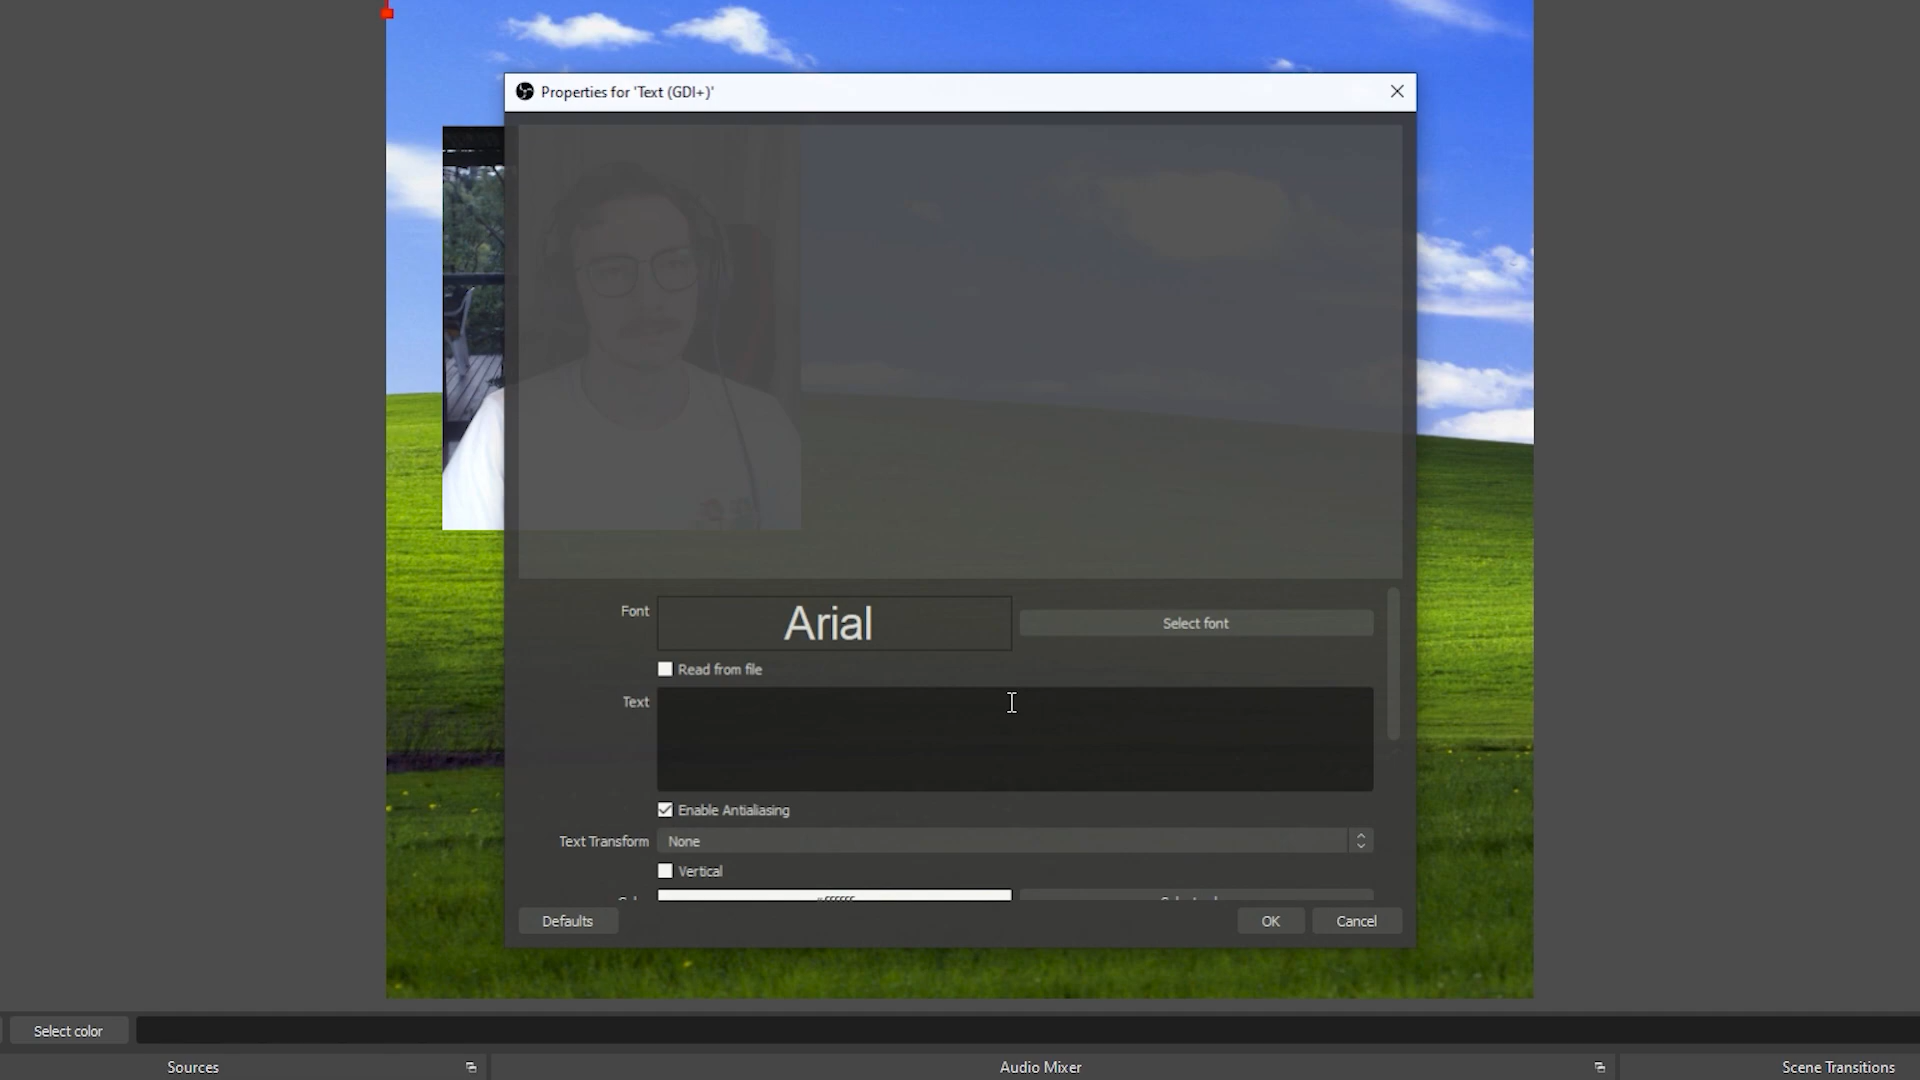 Properties for 'Text (GDI+)'
Font
Arial
Select font
Read from file
Text
Enable Antialiasing
Text Transform
None
Vertical
Defaults
OK
Cancel
Select color
Sources
Audio Mixer
Scene Transitions